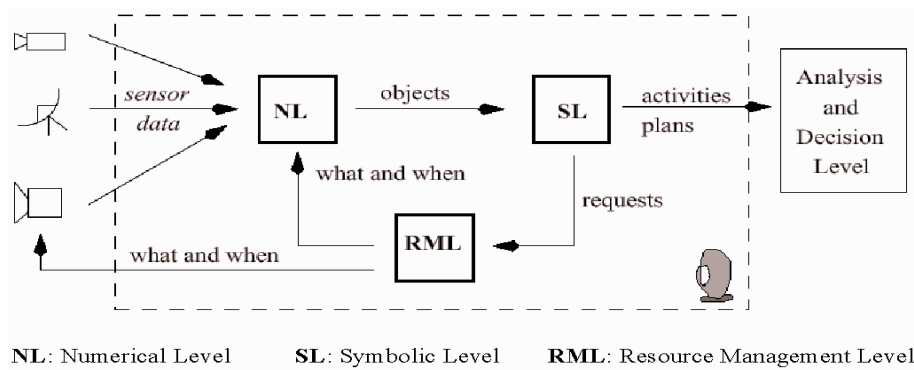 sensor
data
NL
objects
SL
activities
plans
Analysis
and
Decision
Level
what and when
requests
RML
what and when
NL: Numerical Level
SL: Symbolic Level
RML: Resource Management Level